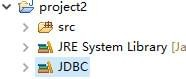 project2
src
JRE System Library [Ja
JDBC